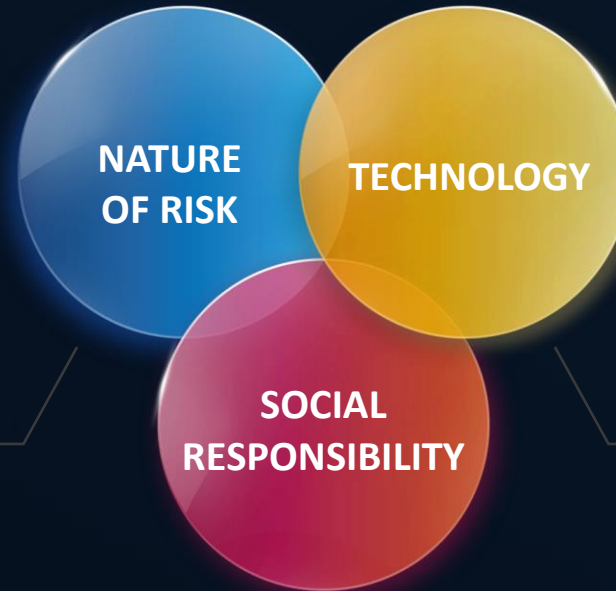 NATURE
OF RISK
TECHNOLOGY
SOCIAL
RESPONSIBILITY